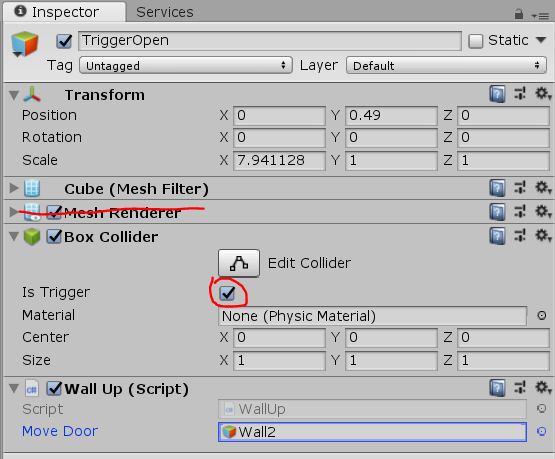 Inspector Services
TriggerOpen Static
Tag Untagged Layer Default
Transform
Position X 0 Y 0.49 Z 0
Rotation X 0 Y 0 Z 0
Scale X 7.941128 Y 1 Z 1
Cube (Mesh Filter)
Mesh Renderer
Box Collider
Edit Collider
Is Trigger
Material None (Physic Material)
Center X 0 Y 0 Z 0
Size X 1 Y 1 Z 1
Wall Up (Script)
Script WallUp
Move Door Wall2